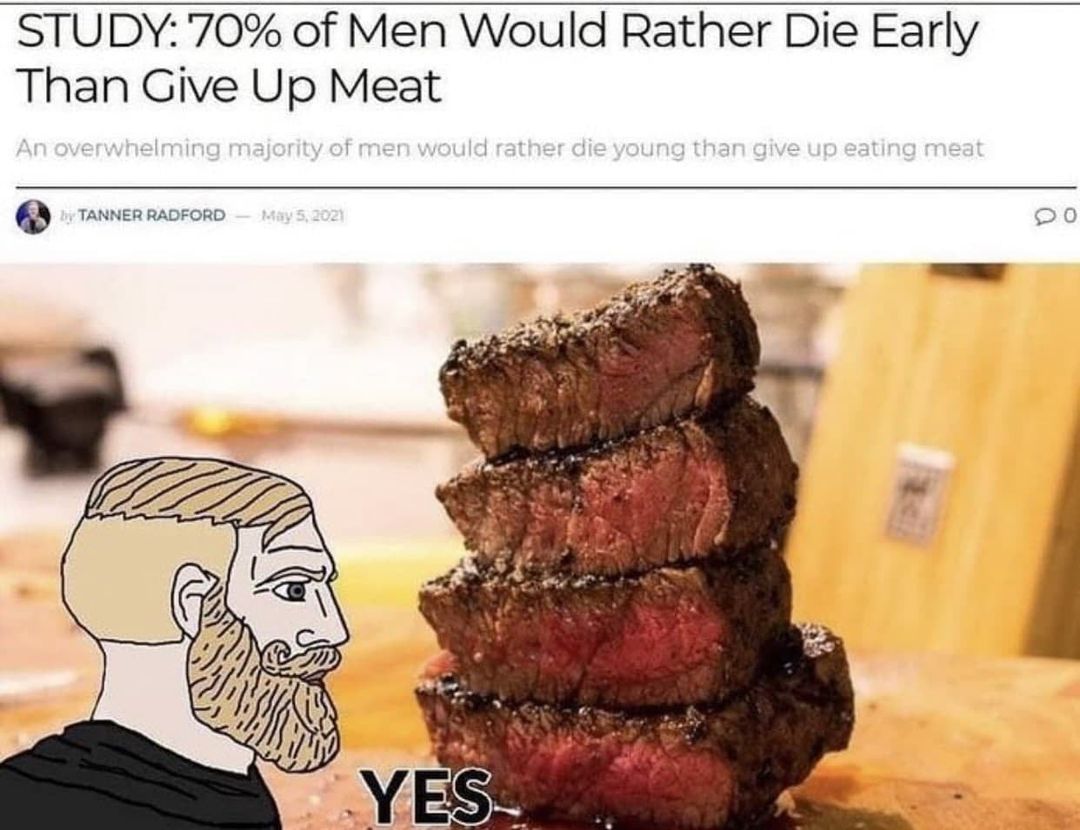 STUDY: 70% of Men Would Rather Die Early
Than Give Up Meat
An overwhelming majority of men would rather die young than give up eating meat
by TANNER RADFORD — May 5, 2021
0
YES